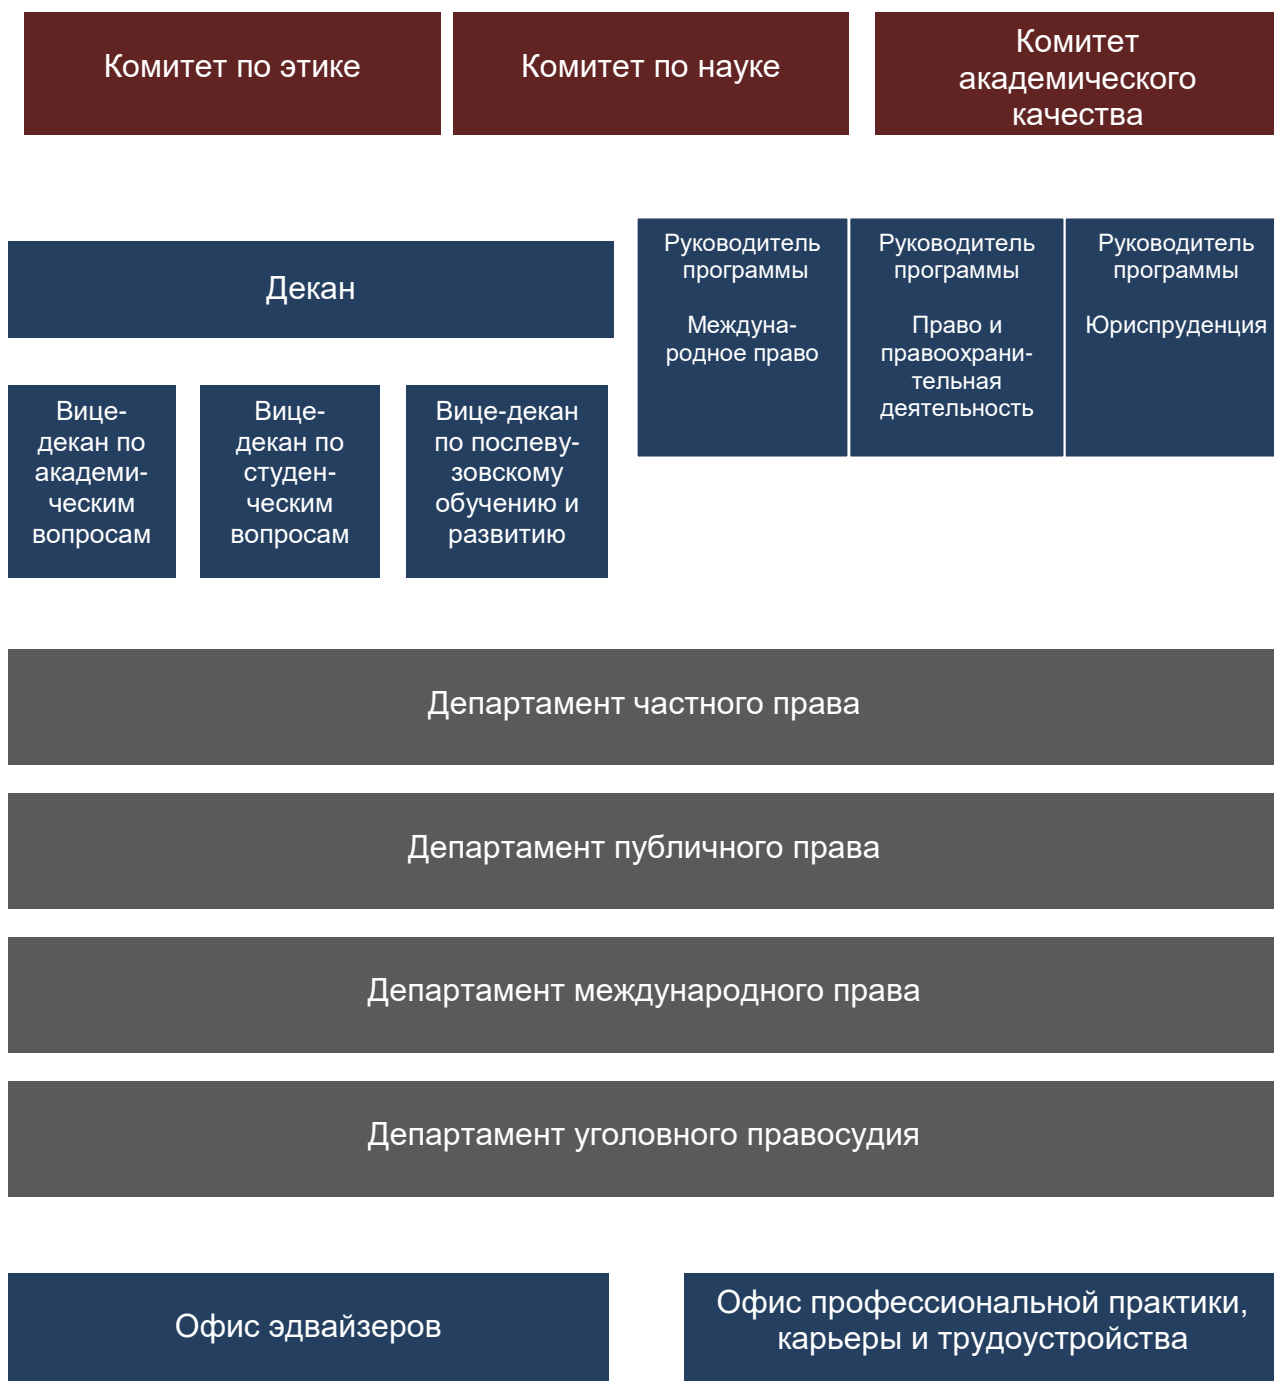 Комитет по этике
Комитет по науке
Комитет
академического
качества
Декан
Руководитель
программы
Междуна-
родное право
Руководитель
программы
Право и
правоохрани-
тельная
деятельность
Руководитель
программы
Юриспруденция
Вице-
декан по
академи-
ческим
вопросам
Вице-
декан по
студен-
ческим
вопросам
Вице-декан
по послеву-
зовскому
обучению и
развитию
Департамент частного права
Департамент публичного права
Департамент международного права
Департамент уголовного правосудия
Офис эдвайзеров
Офис профессиональной практики,
карьеры и трудоустройства